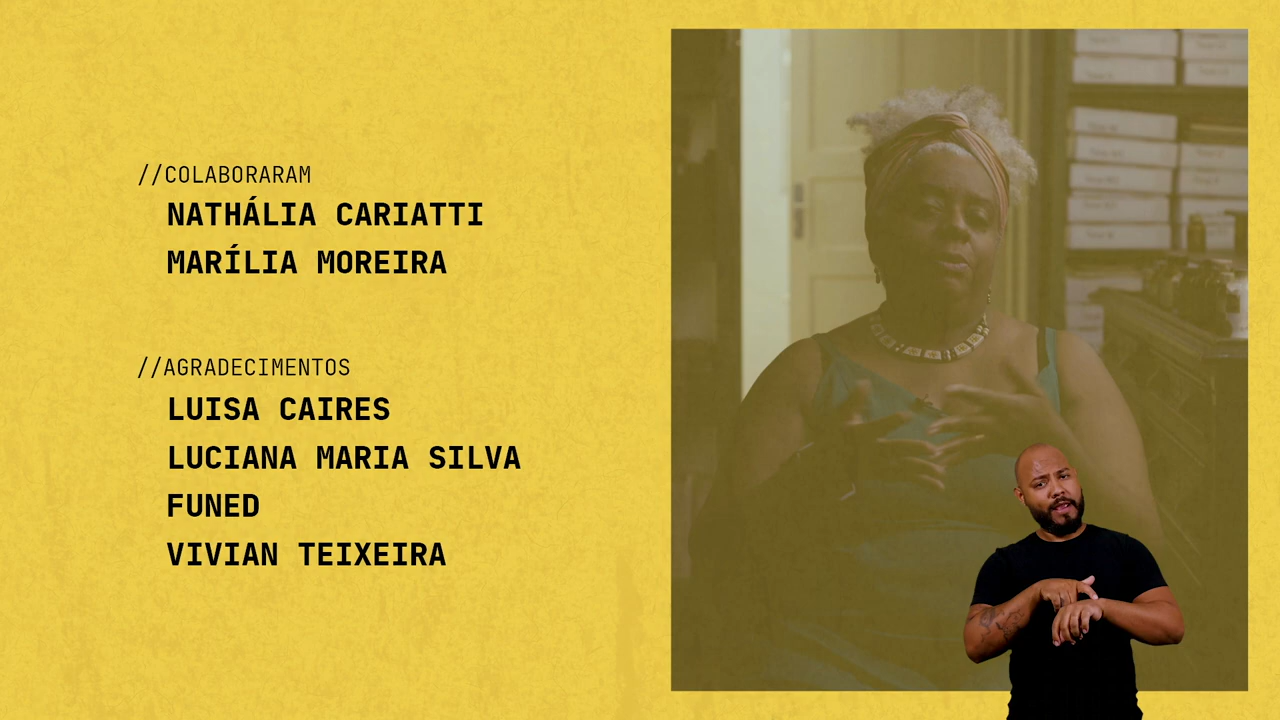 //COLABORARAM
NATHÁLIA CARIATTI
MARÍLIA MOREIRA
//AGRADECIMENTOS
LUISA CAIRES
LUCIANA MARIA SILVA
FUNED
VIVIAN TEIXEIRA